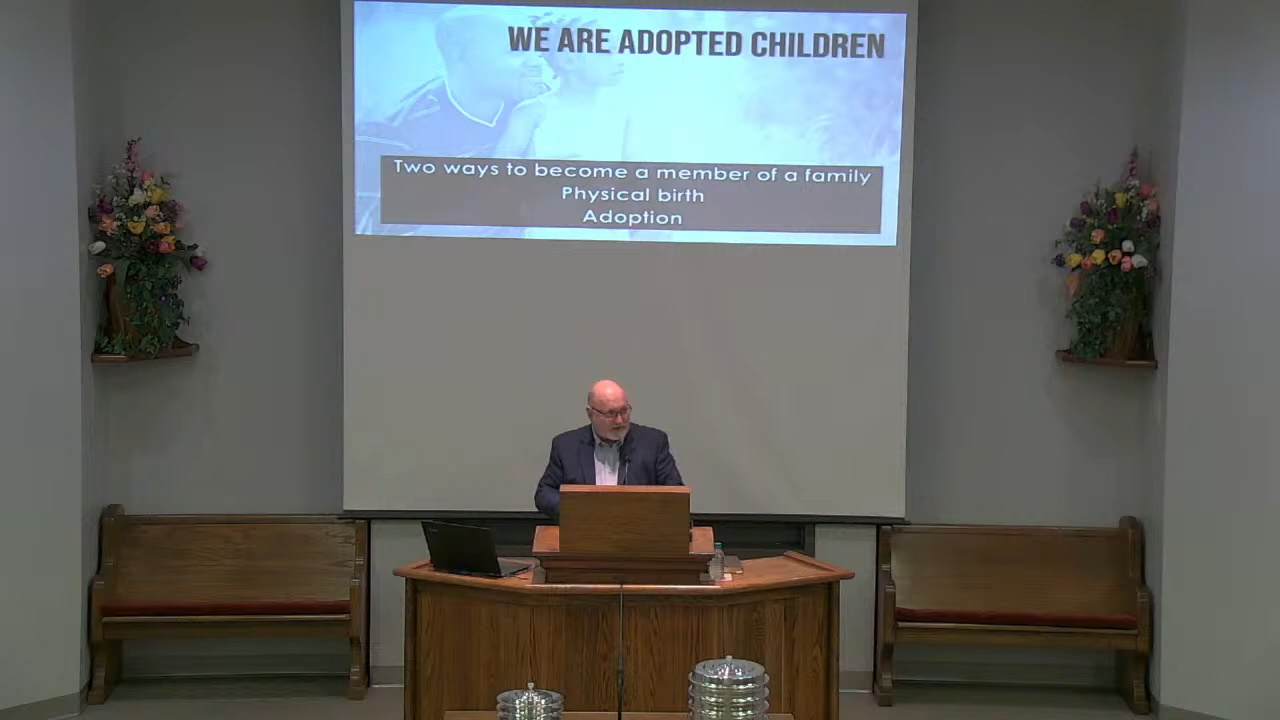 WE ARE ADOPTED CHILDREN
Two ways to become a member of a family
Physical birth
Adoption